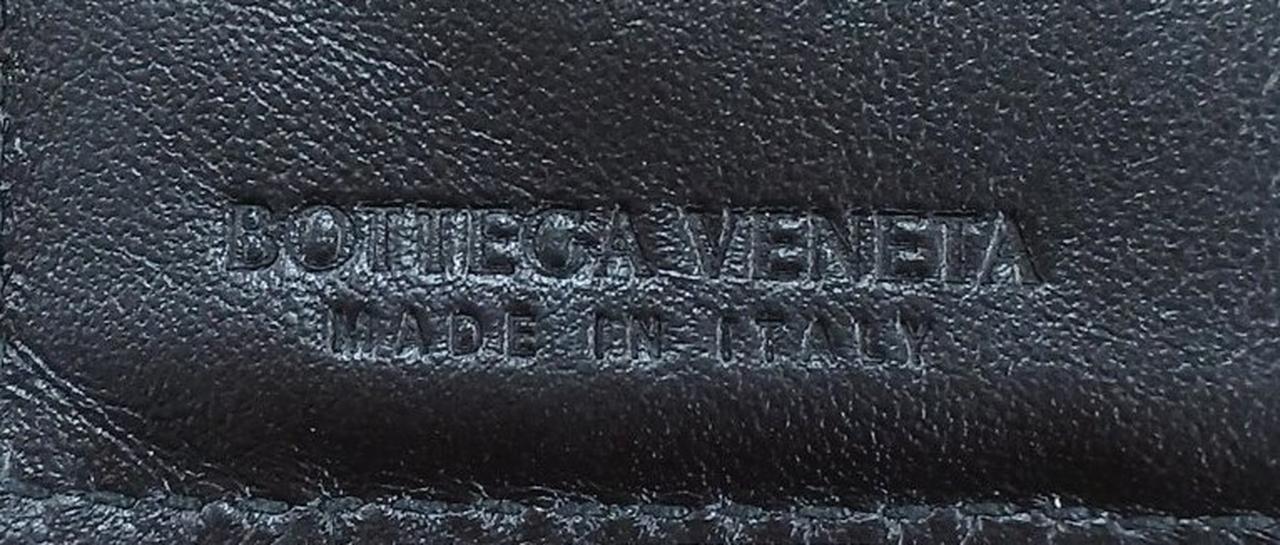 BOTTEGA VENETA
MADE IN ITALY